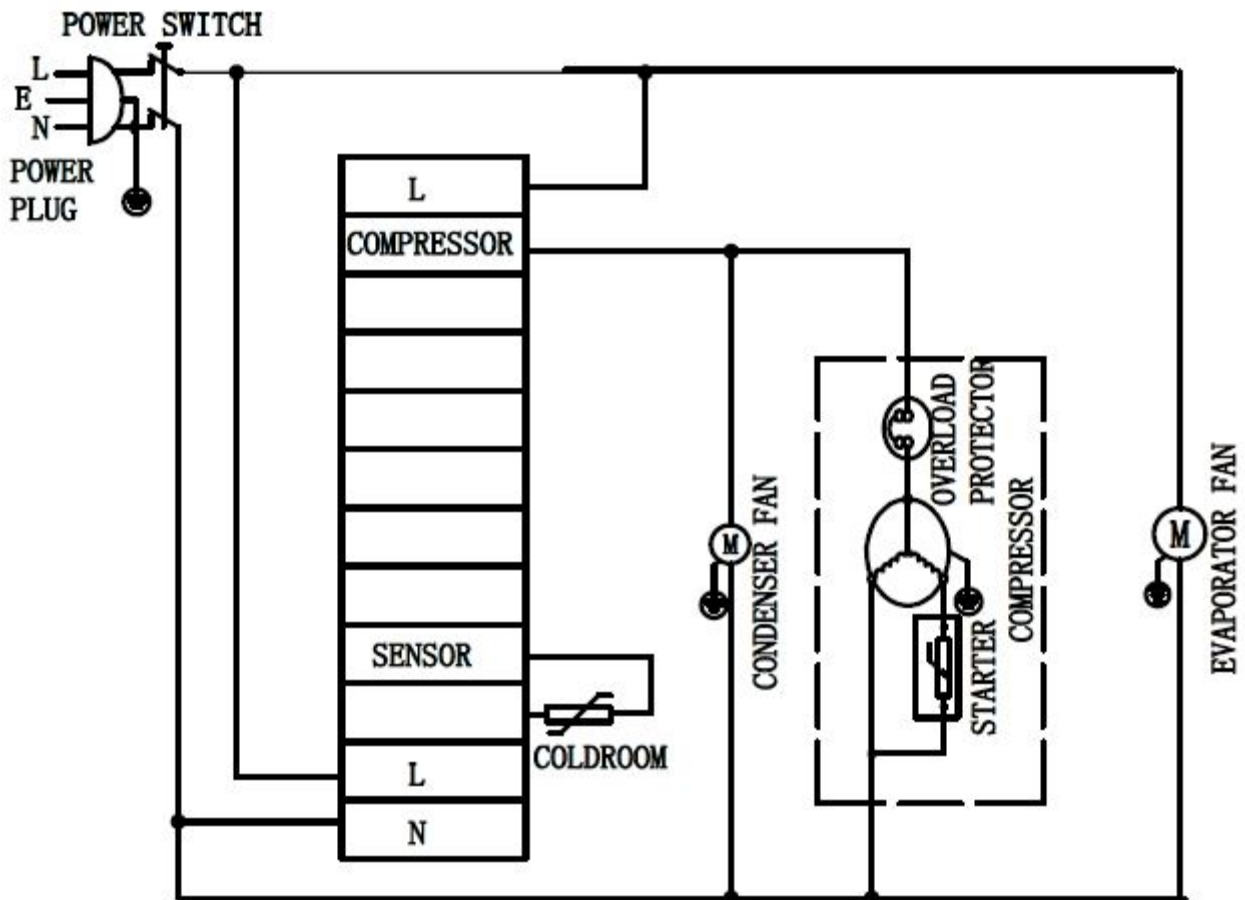 POWER SWITCH
L
E
N
POWER
PLUG
L
COMPRESSOR
SENSOR
COLDROOM
L
N
M
CONDENSER FAN
OVERLOAD
PROTECTOR
COMPRESSOR
STARTER
M
EVAPORATOR FAN